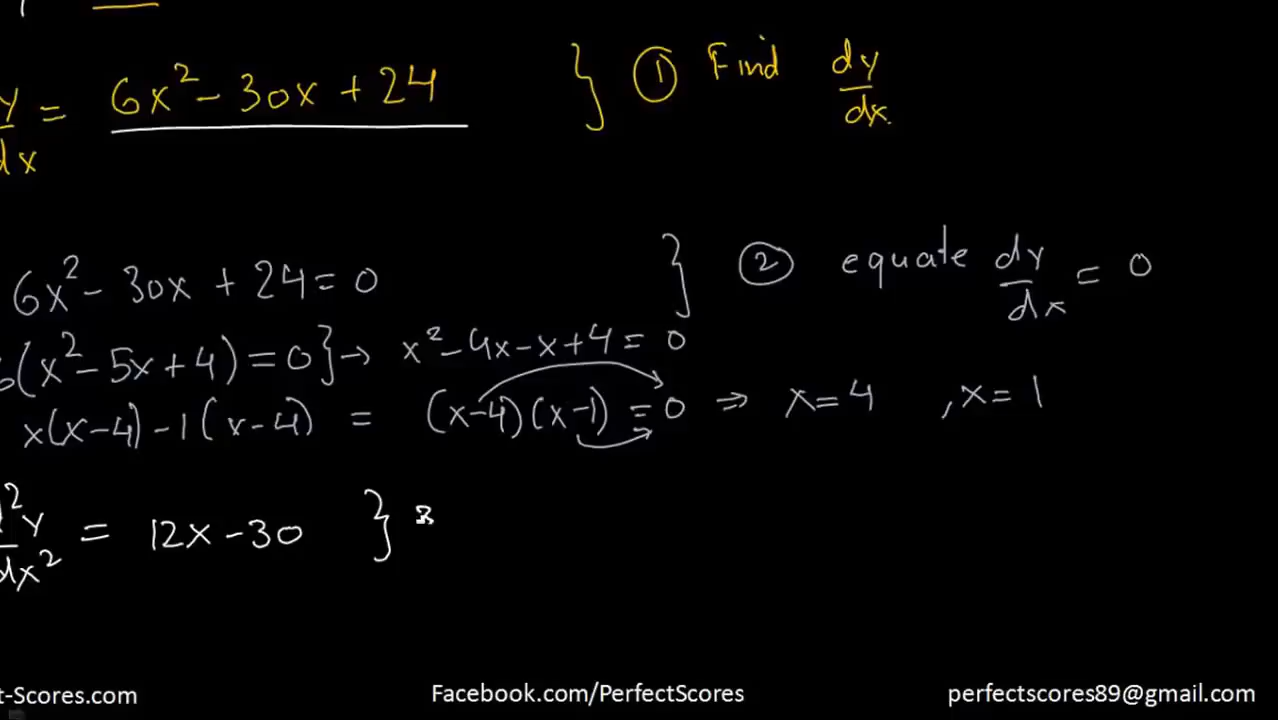 y/dx = 6x² - 30x + 24 } ① Find dy/dx
6x² - 30x + 24 = 0 } ② equate dy/dx = 0
6(x² - 5x + 4) = 0 } → x² - 4x - x + 4 = 0
x(x-4) - 1(x-4) = (x-4)(x-1) = 0 ⇒ x = 4 , x = 1
d²y/dx² = 12x - 30 }
t-Scores.com
Facebook.com/PerfectScores
perfectscores89@gmail.com